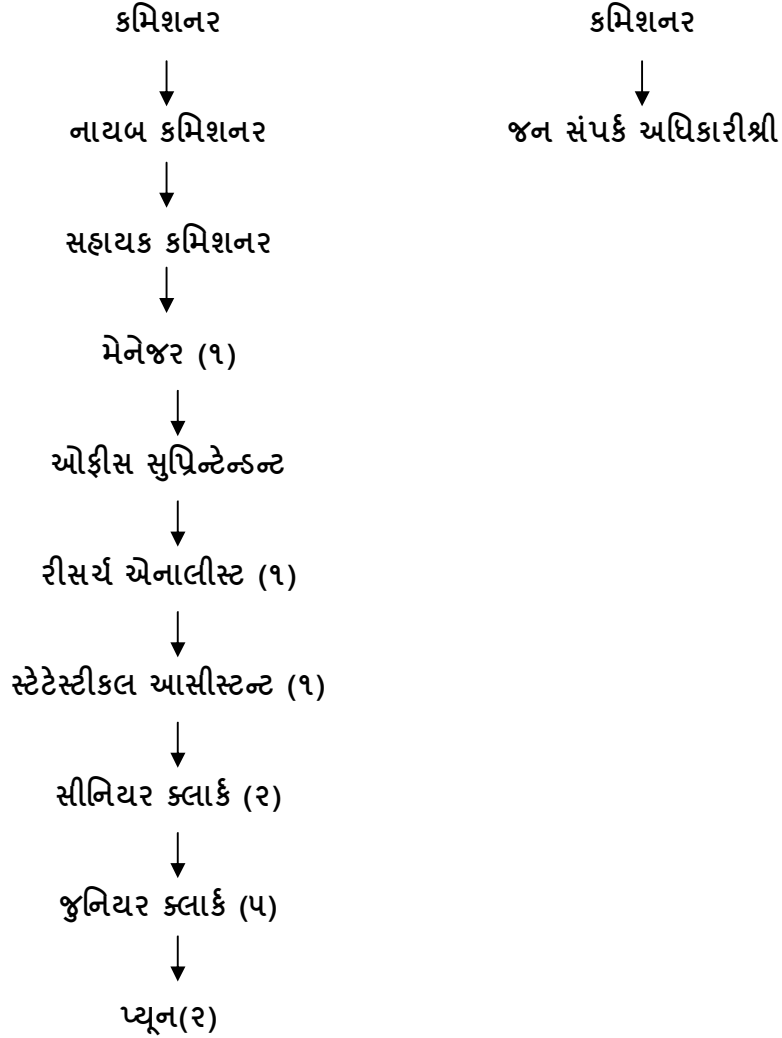 કમિશનર
કમિશનર
નાયબ કમિશનર
જન સંપર્ક અધિકારીશ્રી
સહાયક કમિશનર
મેનેજર (૧)
ઓફીસ સુપ્રિન્ટેન્ડન્ટ
રીસર્ચ એનાલીસ્ટ (૧)
સ્ટેટેસ્ટીકલ આસીસ્ટન્ટ (૧)
સીનિયર ક્લાર્ક (૨)
જુનિયર ક્લાર્ક (૫)
પ્યૂન(૨)